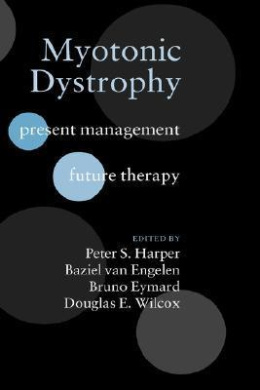 Myotonic
Dystrophy
present management
future therapy
EDITED BY
Peter S. Harper
Baziel van Engelen
Bruno Eymard
Douglas E. Wilcox